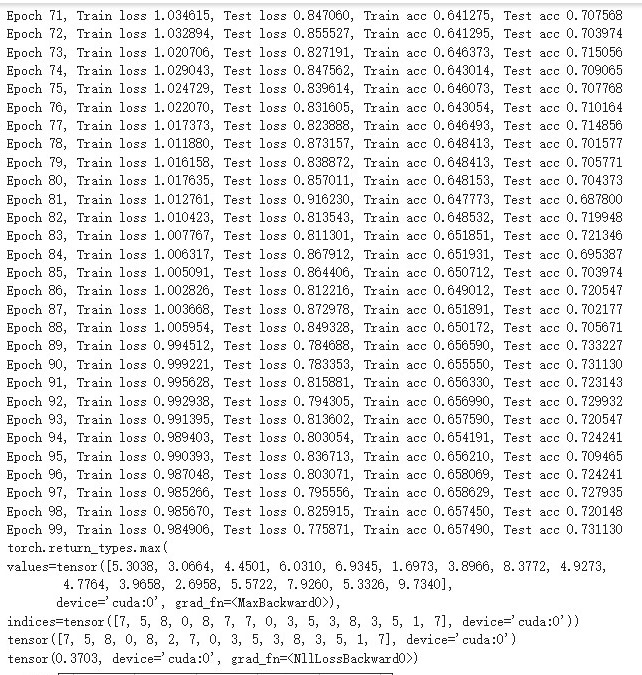 Epoch 71, Train loss 1.034615, Test loss 0.847060, Train acc 0.641275, Test acc 0.707568
Epoch 72, Train loss 1.032894, Test loss 0.855527, Train acc 0.641295, Test acc 0.703974
Epoch 73, Train loss 1.020706, Test loss 0.827191, Train acc 0.646373, Test acc 0.715056
Epoch 74, Train loss 1.029043, Test loss 0.847562, Train acc 0.643014, Test acc 0.709065
Epoch 75, Train loss 1.024729, Test loss 0.839614, Train acc 0.646073, Test acc 0.707768
Epoch 76, Train loss 1.022070, Test loss 0.831605, Train acc 0.643054, Test acc 0.710164
Epoch 77, Train loss 1.017373, Test loss 0.823888, Train acc 0.646493, Test acc 0.714856
Epoch 78, Train loss 1.011880, Test loss 0.873157, Train acc 0.648413, Test acc 0.701577
Epoch 79, Train loss 1.016158, Test loss 0.838872, Train acc 0.648413, Test acc 0.705771
Epoch 80, Train loss 1.017635, Test loss 0.857011, Train acc 0.648153, Test acc 0.704373
Epoch 81, Train loss 1.012761, Test loss 0.916230, Train acc 0.647773, Test acc 0.687800
Epoch 82, Train loss 1.010423, Test loss 0.813543, Train acc 0.648532, Test acc 0.719948
Epoch 83, Train loss 1.007767, Test loss 0.811301, Train acc 0.651851, Test acc 0.721346
Epoch 84, Train loss 1.006317, Test loss 0.867912, Train acc 0.651931, Test acc 0.695387
Epoch 85, Train loss 1.005091, Test loss 0.864406, Train acc 0.650712, Test acc 0.703974
Epoch 86, Train loss 1.002826, Test loss 0.812216, Train acc 0.649012, Test acc 0.720547
Epoch 87, Train loss 1.003668, Test loss 0.872978, Train acc 0.651891, Test acc 0.702177
Epoch 88, Train loss 1.005954, Test loss 0.849328, Train acc 0.650172, Test acc 0.705671
Epoch 89, Train loss 0.994512, Test loss 0.784688, Train acc 0.656590, Test acc 0.733227
Epoch 90, Train loss 0.999221, Test loss 0.783353, Train acc 0.655550, Test acc 0.731130
Epoch 91, Train loss 0.995628, Test loss 0.815881, Train acc 0.656330, Test acc 0.723143
Epoch 92, Train loss 0.992938, Test loss 0.794305, Train acc 0.656990, Test acc 0.729932
Epoch 93, Train loss 0.991395, Test loss 0.813602, Train acc 0.657590, Test acc 0.720547
Epoch 94, Train loss 0.989403, Test loss 0.803054, Train acc 0.654191, Test acc 0.724241
Epoch 95, Train loss 0.990393, Test loss 0.836713, Train acc 0.656210, Test acc 0.709465
Epoch 96, Train loss 0.987048, Test loss 0.803071, Train acc 0.658069, Test acc 0.724241
Epoch 97, Train loss 0.985266, Test loss 0.795556, Train acc 0.658629, Test acc 0.727935
Epoch 98, Train loss 0.985670, Test loss 0.825915, Train acc 0.657450, Test acc 0.720148
Epoch 99, Train loss 0.984906, Test loss 0.775871, Train acc 0.657490, Test acc 0.731130
torch.return_types.max(
values=tensor([5.3038, 3.0664, 4.4501, 6.0310, 6.9345, 1.6973, 3.8966, 8.3772, 4.9273,
4.7764, 3.9658, 2.6958, 5.5722, 7.9260, 5.3326, 9.7340],
device='cuda:0', grad_fn=<MaxBackward0>),
indices=tensor([7, 5, 8, 0, 8, 7, 7, 0, 3, 5, 3, 8, 3, 5, 1, 7], device='cuda:0'))
tensor([7, 5, 8, 0, 8, 2, 7, 0, 3, 5, 3, 8, 3, 5, 1, 7], device='cuda:0')
tensor(0.3703, device='cuda:0', grad_fn=<NllLossBackward0>)